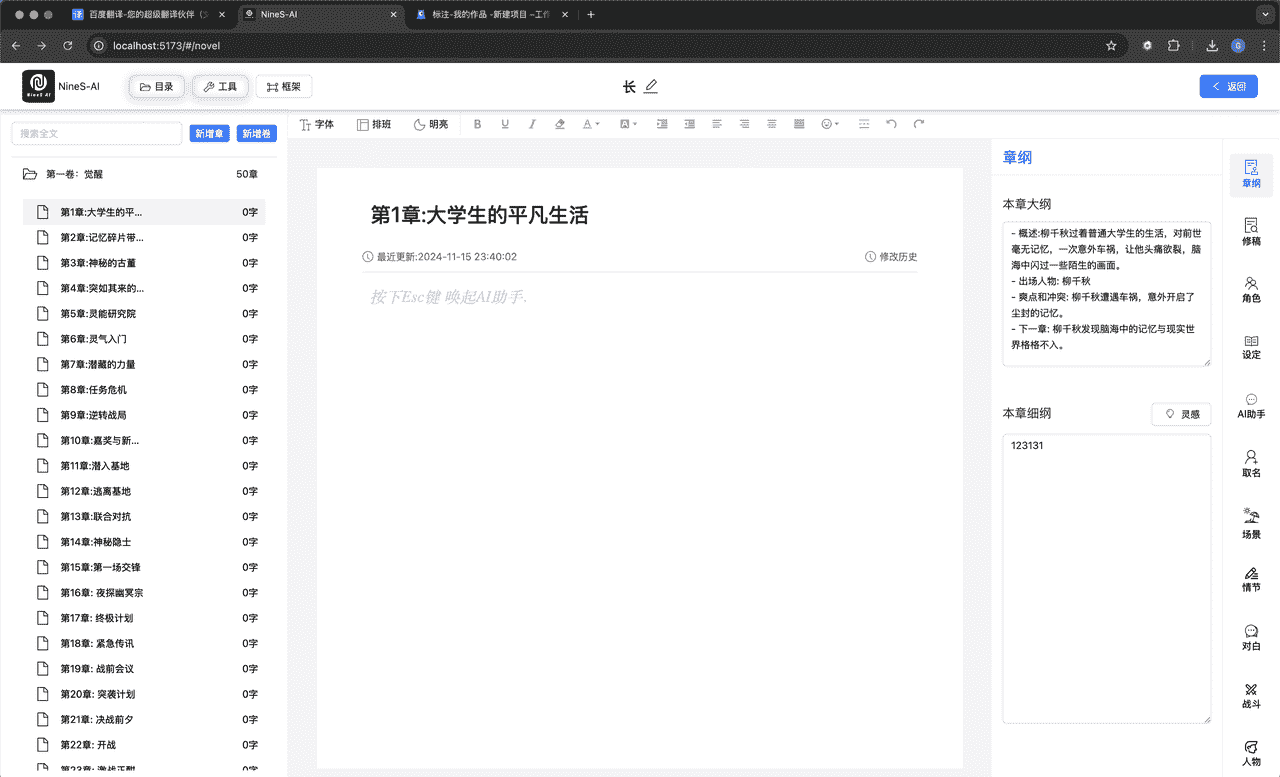 百度翻译-您的超级翻译伙伴（文
NineS-AI
标注-我的作品 -新建项目 –工作
localhost:5173/#/novel
NineS AI
NineS-AI
目录
工具
框架
长
返回
搜索全文
新增章
新增卷
第一卷：觉醒
50章
第1章:大学生的平...
0字
第2章:记忆碎片带...
0字
第3章:神秘的古董
0字
第4章:突如其来的...
0字
第5章:灵能研究院
0字
第6章:灵气入门
0字
第7章:潜藏的力量
0字
第8章:任务危机
0字
第9章:逆转战局
0字
第10章:嘉奖与新...
0字
第11章:潜入基地
0字
第12章:逃离基地
0字
第13章:联合对抗
0字
第14章:神秘隐士
0字
第15章:第一场交锋
0字
第16章: 夜探幽冥宗
0字
第17章: 终极计划
0字
第18章: 紧急传讯
0字
第19章: 战前会议
0字
第20章: 突袭计划
0字
第21章: 决战前夕
0字
第22章: 开战
0字
第23章: 激战正酣
0字
字体
排班
明亮
第1章:大学生的平凡生活
最近更新:2024-11-15 23:40:02
修改历史
按下Esc键 唤起AI助手.
章纲
本章大纲
- 概述:柳千秋过着普通大学生的生活，对前世
毫无记忆，一次意外车祸，让他头痛欲裂，脑
海中闪过一些陌生的画面。
- 出场人物: 柳千秋
- 爽点和冲突: 柳千秋遭遇车祸，意外开启了
尘封的记忆。
- 下一章: 柳千秋发现脑海中的记忆与现实世
界格格不入。
本章细纲
灵感
123131
章纲
修稿
角色
设定
AI助手
取名
场景
情节
对白
战斗
人物